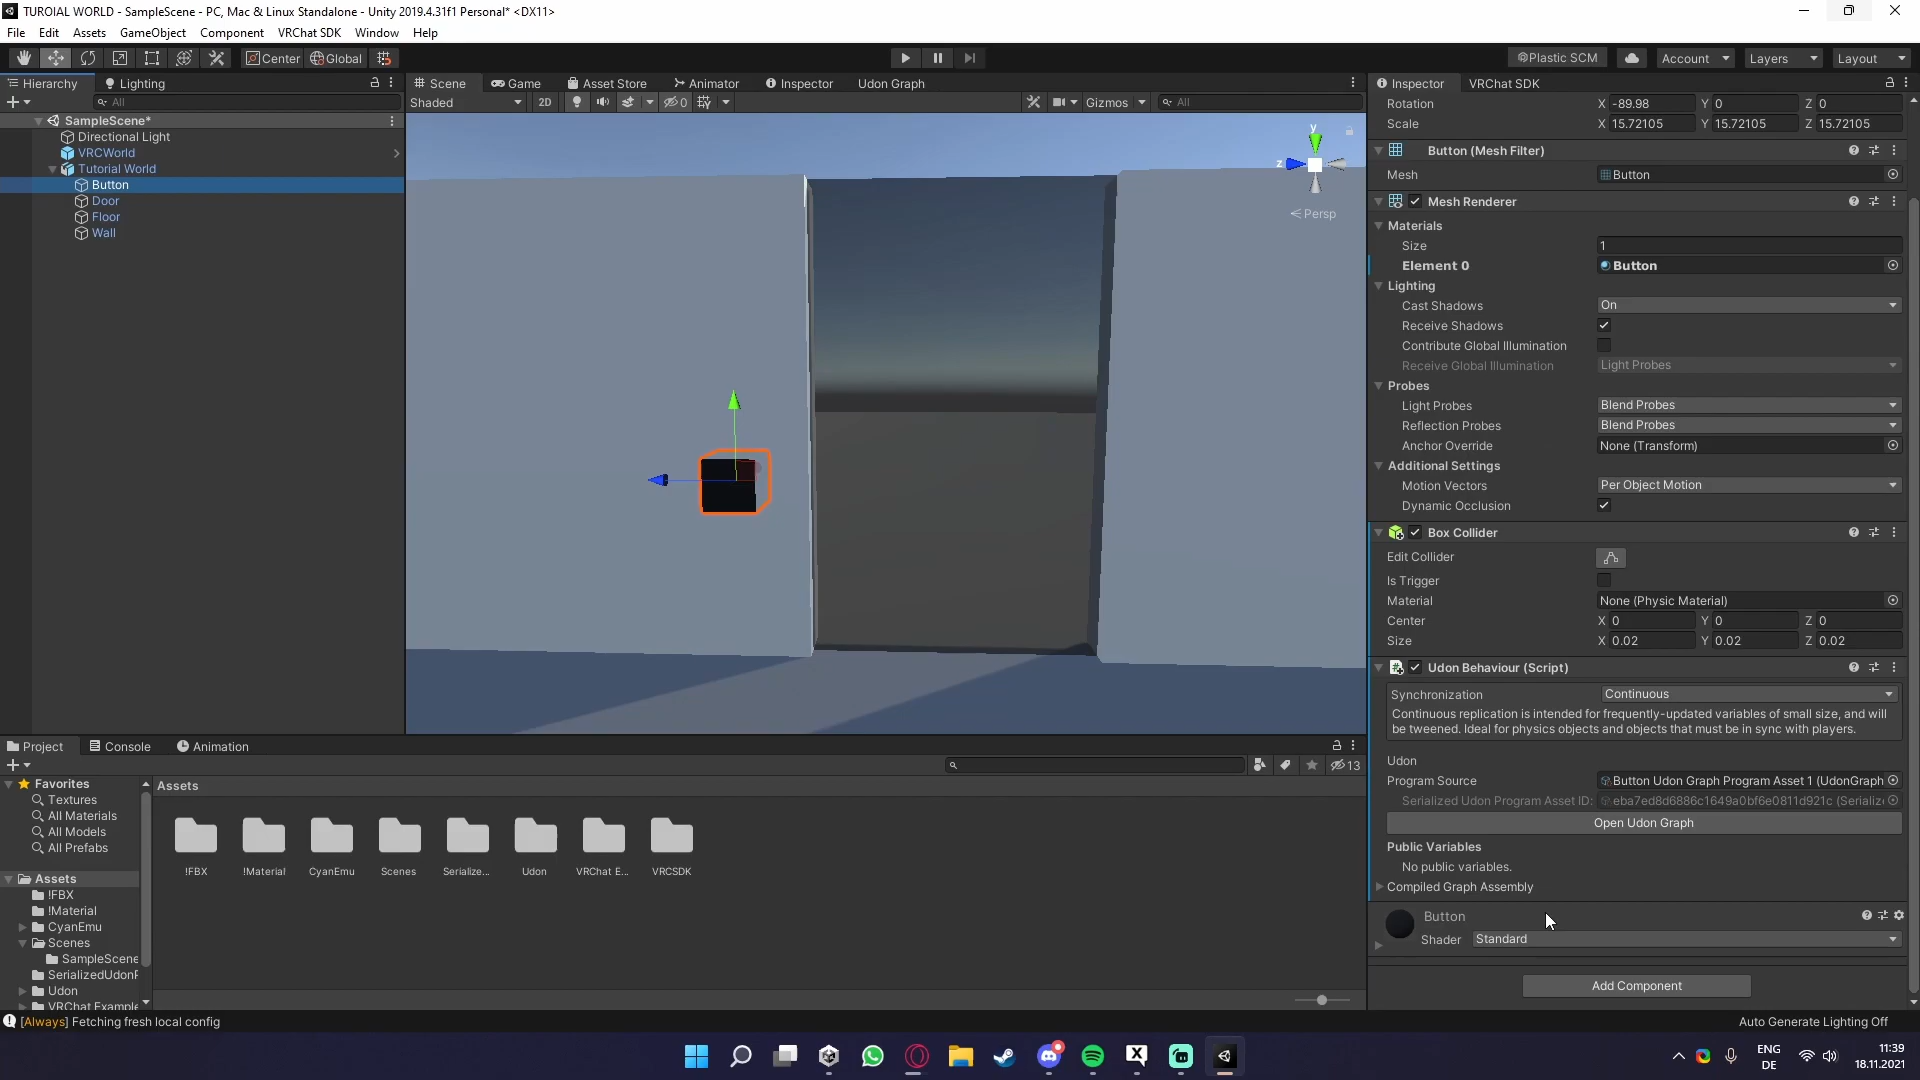 TUROIAL WORLD - SampleScene - PC, Mac & Linux Standalone - Unity 2019.4.31f1 Personal* <DX11>
File Edit Assets GameObject Component VRChat SDK Window Help
Center Global Plastic SCM Account Layers Layout
Hierarchy Lighting
All
SampleScene*
Directional Light
VRCWorld
Tutorial World
Button
Door
Floor
Wall
Scene Game Asset Store Animator Inspector Udon Graph
Shaded 2D 0 Gizmos All
y
z
Persp
Inspector VRChat SDK
Rotation X -89.98 Y 0 Z 0
Scale X 15.72105 Y 15.72105 Z 15.72105
Button (Mesh Filter)
Mesh Button
Mesh Renderer
Materials
Size 1
Element 0 Button
Lighting
Cast Shadows On
Receive Shadows
Contribute Global Illumination
Receive Global Illumination Light Probes
Probes
Light Probes Blend Probes
Reflection Probes Blend Probes
Anchor Override None (Transform)
Additional Settings
Motion Vectors Per Object Motion
Dynamic Occlusion
Box Collider
Edit Collider
Is Trigger
Material None (Physic Material)
Center X 0 Y 0 Z 0
Size X 0.02 Y 0.02 Z 0.02
Udon Behaviour (Script)
Synchronization Continuous
Continuous replication is intended for frequently-updated variables of small size, and will
be tweened. Ideal for physics objects and objects that must be in sync with players.
Udon
Program Source Button Udon Graph Program Asset 1 (UdonGraph
Serialized Udon Program Asset ID: eba7ed8d6886c1649a0bf6e0811d921c (Serializ
Open Udon Graph
Public Variables
No public variables.
Compiled Graph Assembly
Button
Shader Standard
Add Component
Project Console Animation
13
Favorites
Textures
All Materials
All Models
All Prefabs
Assets
!FBX
!Material
CyanEmu
Scenes
SampleScene
SerializedUdonP
Udon
VRChat Example
Assets
!FBX !Material CyanEmu Scenes Serialize... Udon VRChat E... VRCSDK
[Always] Fetching fresh local config
Auto Generate Lighting Off
ENG
DE
11:39
18.11.2021